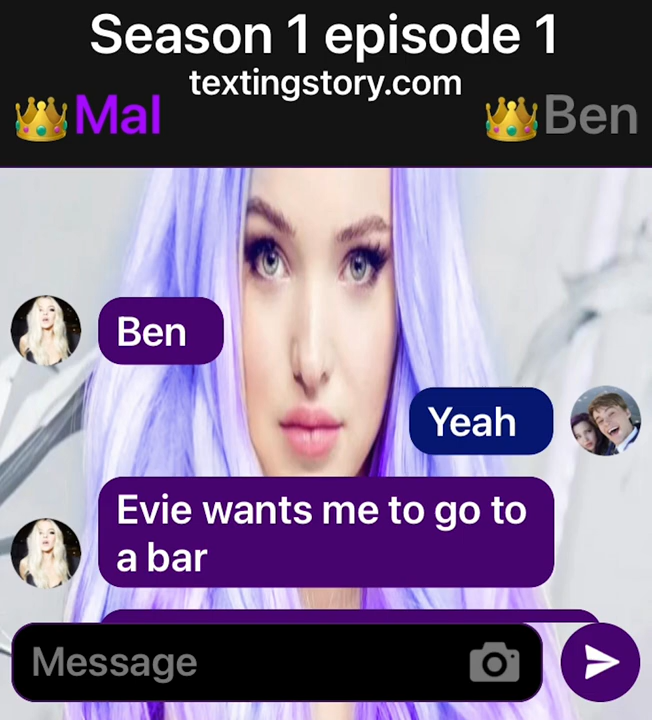 Season 1 episode 1
textingstory.com
👑Mal
👑Ben
Ben
Yeah
Evie wants me to go to
a bar
Message